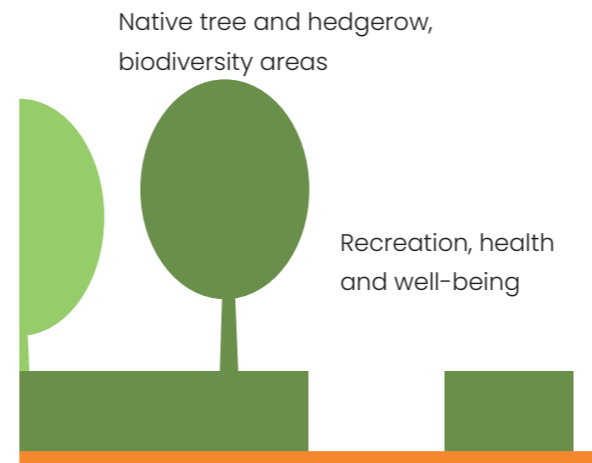 Native tree and hedgerow,
biodiversity areas
Recreation, health
and well-being